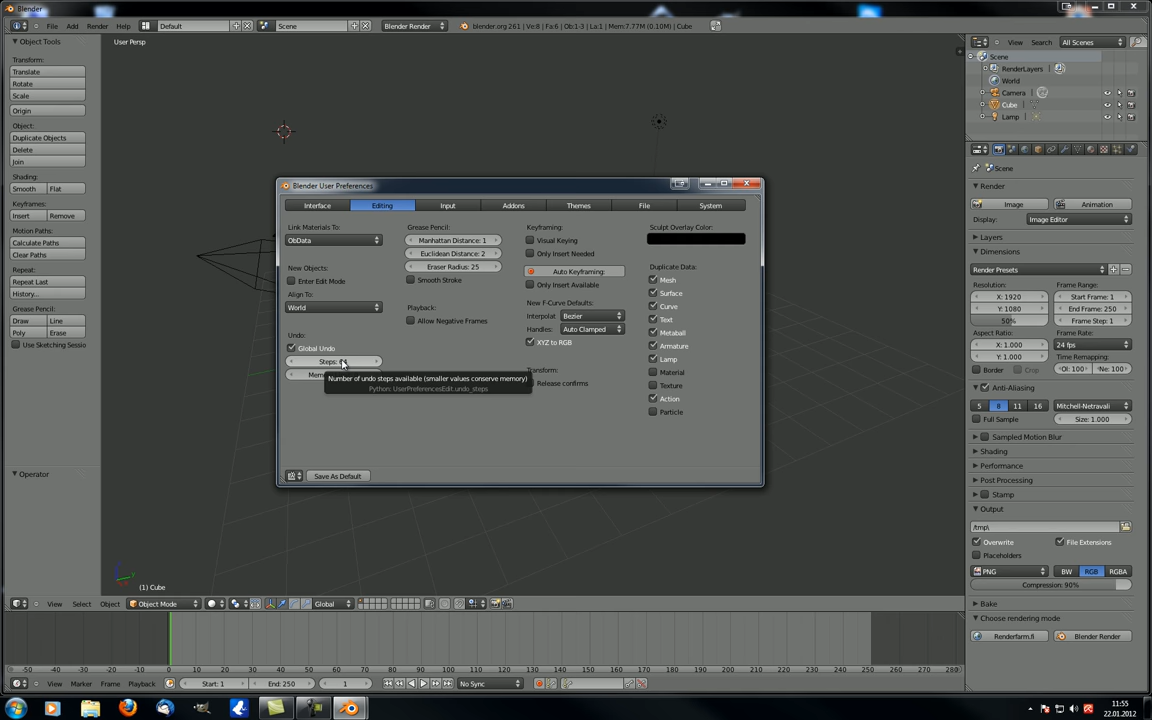 Blender
File Add Render Help Default Scene Blender Render blender.org 261 | Ve:8 | Fa:6 | Ob:1-3 | La:1 | Mem:7.77M (0.10M) | Cube
View Search All Scenes
Object Tools
User Persp
Transform:
Translate
Rotate
Scale
Origin
Object:
Duplicate Objects
Delete
Join
Shading:
Smooth Flat
Keyframes:
Insert Remove
Motion Paths:
Calculate Paths
Clear Paths
Repeat:
Repeat Last
History...
Grease Pencil:
Draw Line
Poly Erase
Use Sketching Sessio
Operator
Blender User Preferences
Interface Editing Input Addons Themes File System
Link Materials To:
ObData
New Objects:
Enter Edit Mode
Align To:
World
Undo:
Global Undo
Steps:
Number of undo steps available (smaller values conserve memory)
Python: UserPreferencesEdit.undo_steps
Grease Pencil:
Manhattan Distance: 1
Euclidean Distance: 2
Eraser Radius: 25
Smooth Stroke
Playback:
Allow Negative Frames
Keyframing:
Visual Keying
Only Insert Needed
Auto Keyframing:
Only Insert Available
New F-Curve Defaults:
Interpolat Bezier
Handles: Auto Clamped
XYZ to RGB
Transform:
Release confirms
Sculpt Overlay Color:
Duplicate Data:
Mesh
Surface
Curve
Text
Metaball
Armature
Lamp
Material
Texture
Action
Particle
Save As Default
Scene
RenderLayers
World
Camera
Cube
Lamp
Scene
Render
Image Animation
Display: Image Editor
Layers
Dimensions
Render Presets
Resolution: Frame Range:
X: 1920 Start Frame: 1
Y: 1080 End Frame: 250
50% Frame Step: 1
Aspect Ratio: Frame Rate:
X: 1.000 24 fps
Y: 1.000 Time Remapping:
Border Crop Ol: 100 Ne: 100
Anti-Aliasing
5 8 11 16 Mitchell-Netravali
Full Sample Size: 1.000
Sampled Motion Blur
Shading
Performance
Post Processing
Stamp
Output
/tmp\
Overwrite File Extensions
Placeholders
PNG BW RGB RGBA
Compression: 90%
Bake
Choose rendering mode
Renderfarm.fi Blender Render
(1) Cube
View Select Object Object Mode Global
-50 -40 -30 -20 -10 0 10 20 30 40 50 60 70 80 90 100 110 120 130 140 150 160 170 180 190 200 210 220 230 240 250 260 270 280
View Marker Frame Playback Start: 1 End: 250 1 No Sync
11:55
22.01.2012